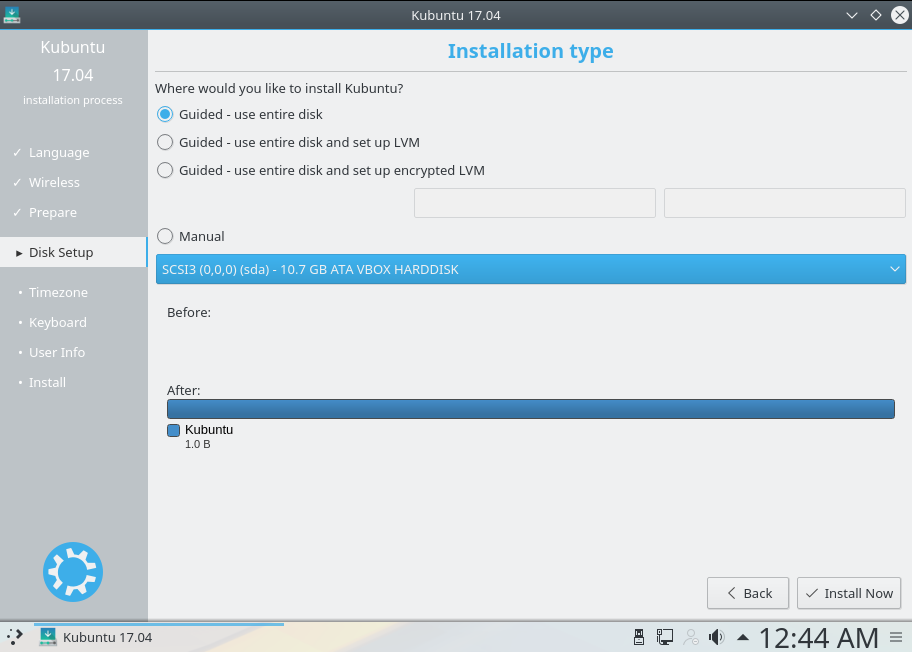 Kubuntu 17.04
Kubuntu
17.04
installation process
✓ Language
✓ Wireless
✓ Prepare
▸ Disk Setup
• Timezone
• Keyboard
• User Info
• Install
Installation type
Where would you like to install Kubuntu?
Guided - use entire disk
Guided - use entire disk and set up LVM
Guided - use entire disk and set up encrypted LVM
Manual
SCSI3 (0,0,0) (sda) - 10.7 GB ATA VBOX HARDDISK
Before:
After:
Kubuntu
1.0 B
Back
Install Now
Kubuntu 17.04
12:44 AM